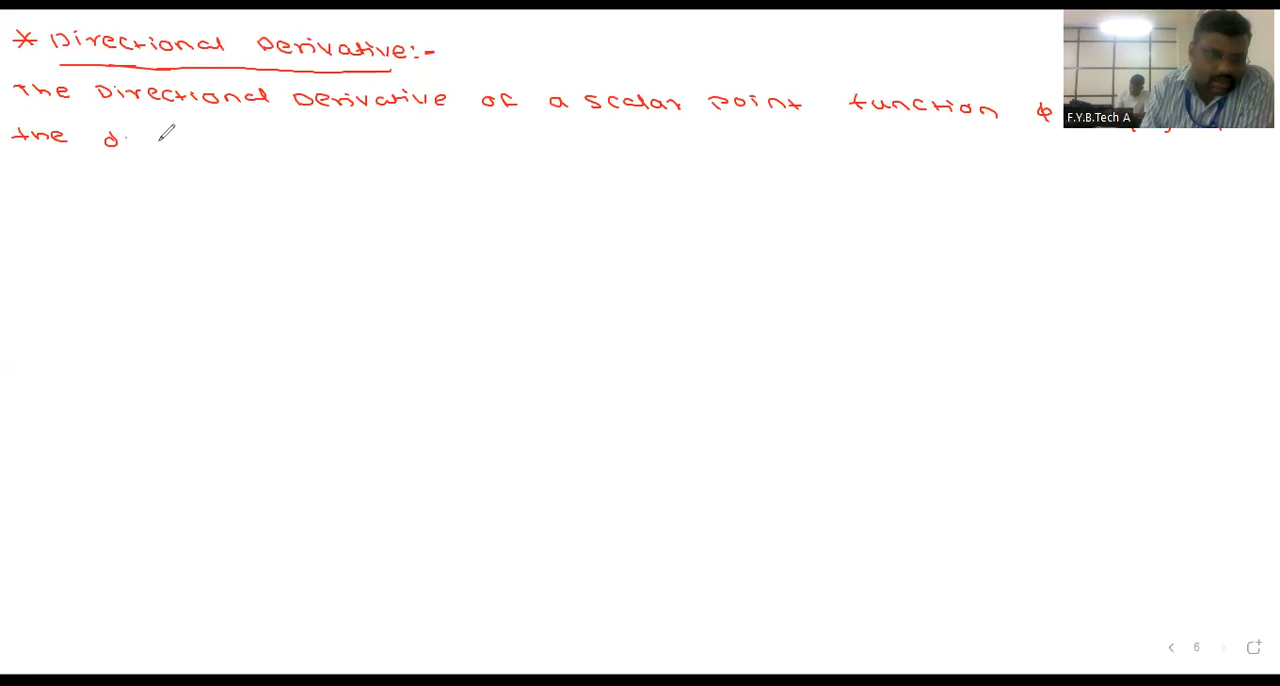 * Directional Derivative:-
The Directional Derivative of a scalar point function ϕ
the d.
F.Y.B.Tech A
6